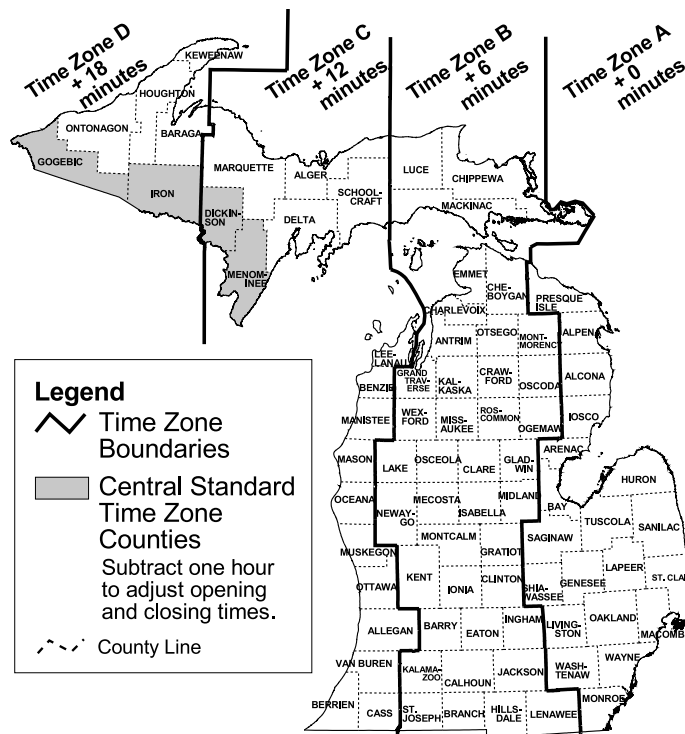 Time Zone D
+ 18
minutes
Time Zone C
+ 12
minutes
Time Zone B
+ 6
minutes
Time Zone A
+ 0
minutes
KEWEENAW
HOUGHTON
ONTONAGON
BARAGA
GOGEBIC
IRON
MARQUETTE
ALGER
LUCE
CHIPPEWA
SCHOOL-
CRAFT
MACKINAC
DICKIN-
SON
DELTA
MENOM-
INEE
EMMET
CHE-
BOYGAN
PRESQUE
ISLE
CHARLEVOIX
ANTRIM
OTSEGO
MONT-
MORENCY
ALPENA
LEE-
LANAU
BENZIE
GRAND
TRAV-
ERSE
KAL-
KASKA
CRAW-
FORD
OSCODA
ALCONA
MANISTEE
WEX-
FORD
MISS-
AUKEE
ROS-
COMMON
OGEMAW
IOSCO
ARENAC
MASON
LAKE
OSCEOLA
CLARE
GLAD-
WIN
HURON
OCEANA
NEWAY-
GO
MECOSTA
ISABELLA
MIDLAND
BAY
TUSCOLA
SANILAC
MUSKEGON
MONTCALM
GRATIOT
SAGINAW
OTTAWA
KENT
IONIA
CLINTON
SHIA-
WASSEE
GENESEE
LAPEER
ST. CLAI
ALLEGAN
BARRY
EATON
INGHAM
LIVING-
STON
OAKLAND
MACOMB
VAN BUREN
KALAMA-
ZOO
CALHOUN
JACKSON
WASH-
TENAW
WAYNE
BERRIEN
CASS
ST.
JOSEPH
BRANCH
HILLS-
DALE
LENAWEE
MONROE
Legend
Time Zone
Boundaries
Central Standard
Time Zone
Counties
Subtract one hour
to adjust opening
and closing times.
County Line